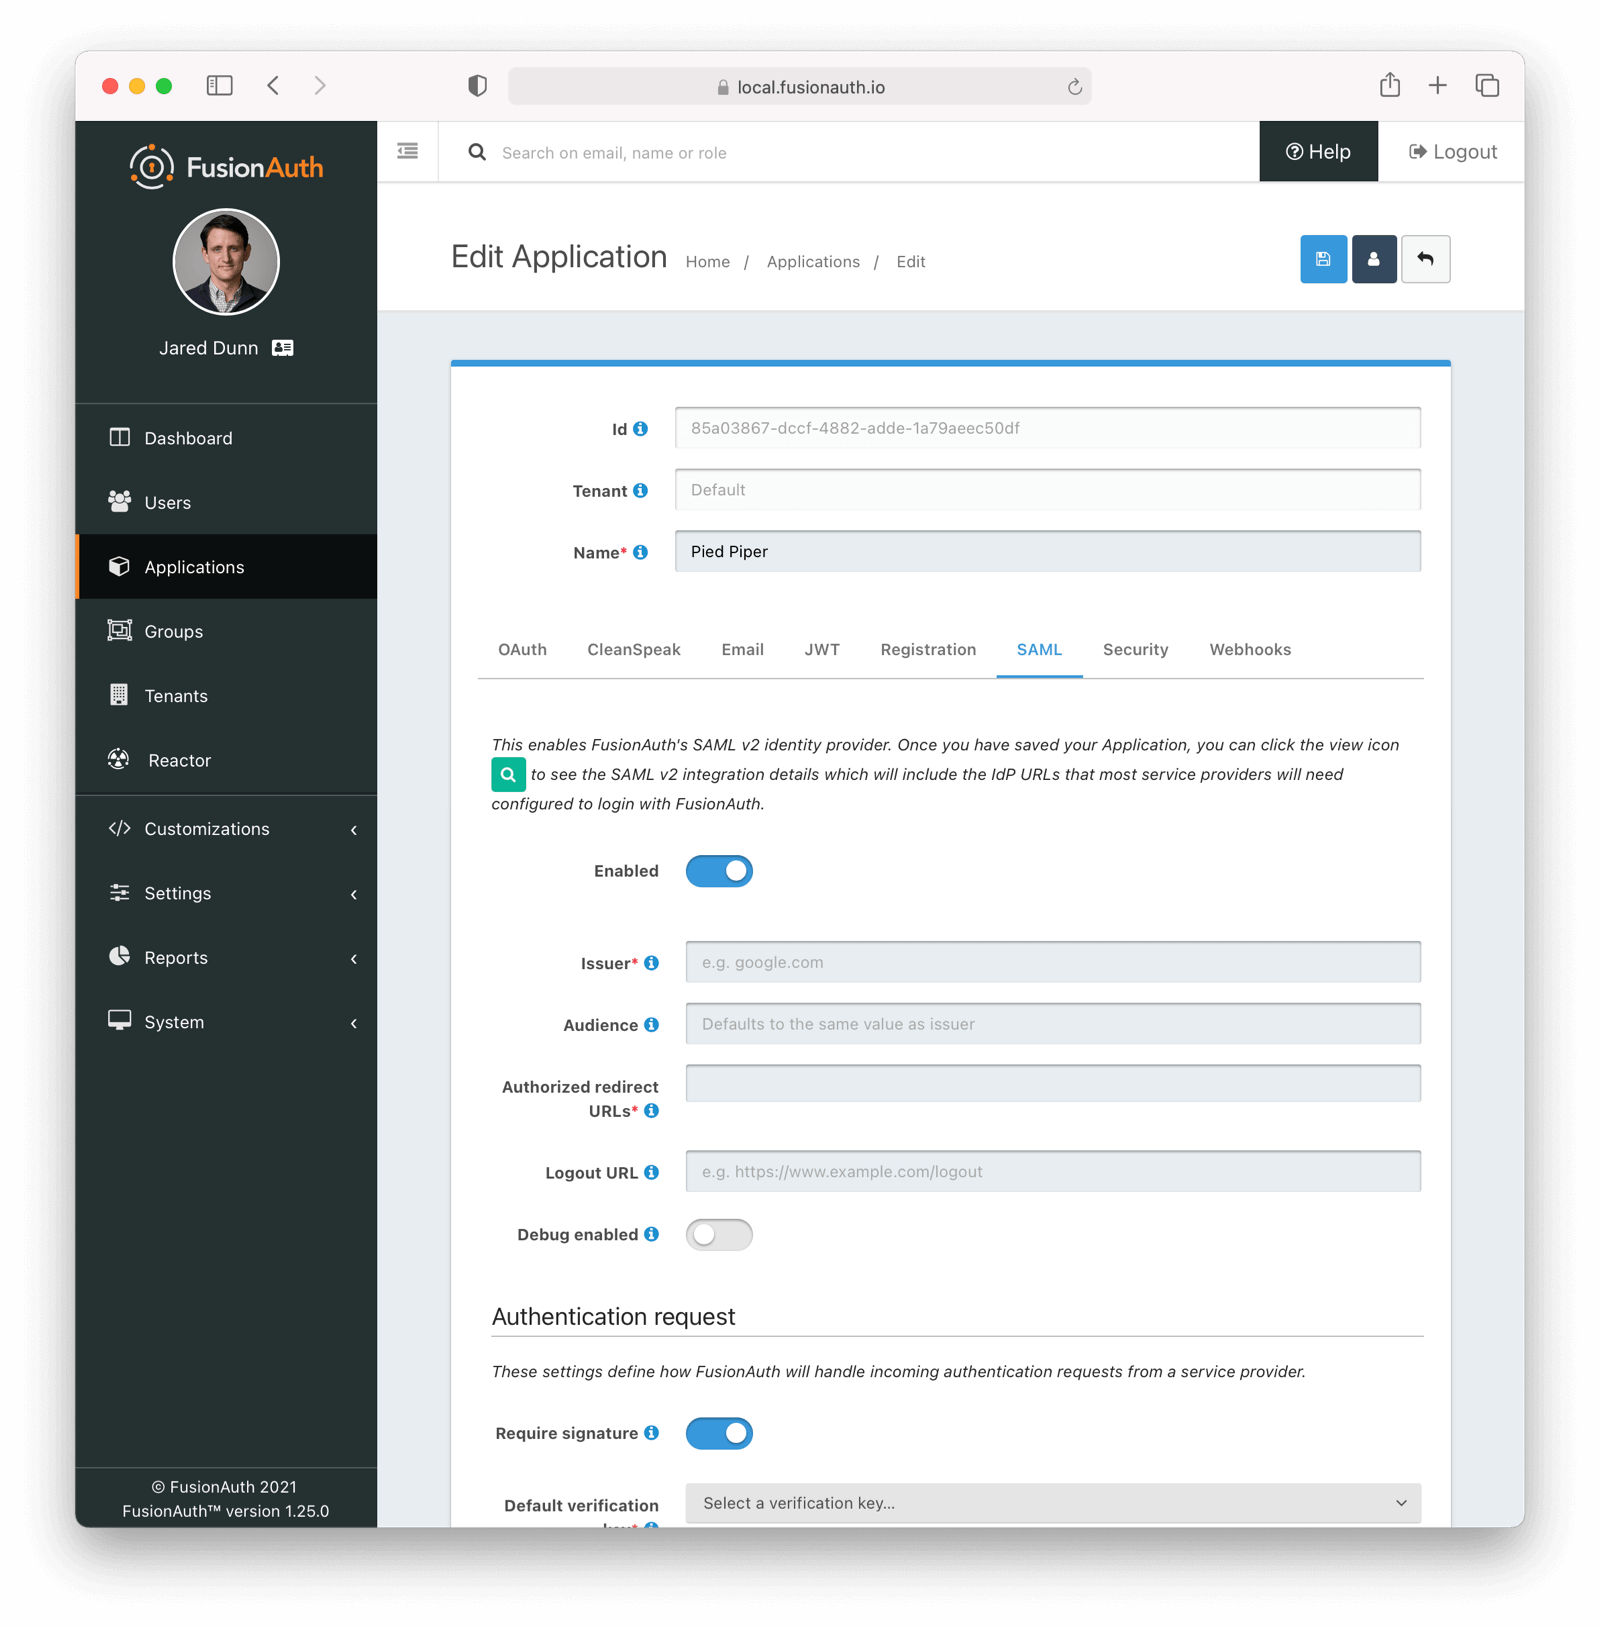 local.fusionauth.io
FusionAuth
Search on email, name or role
Help
Logout
Jared Dunn
Dashboard
Users
Applications
Groups
Tenants
Reactor
Customizations
Settings
Reports
System
© FusionAuth 2021
FusionAuth™ version 1.25.0
Edit Application
Home / Applications / Edit
Id
85a03867-dccf-4882-adde-1a79aeec50df
Tenant
Default
Name*
Pied Piper
OAuth CleanSpeak Email JWT Registration SAML Security Webhooks
This enables FusionAuth's SAML v2 identity provider. Once you have saved your Application, you can click the view icon
to see the SAML v2 integration details which will include the IdP URLs that most service providers will need
configured to login with FusionAuth.
Enabled
Issuer*
e.g. google.com
Audience
Defaults to the same value as issuer
Authorized redirect
URLs*
Logout URL
e.g. https://www.example.com/logout
Debug enabled
Authentication request
These settings define how FusionAuth will handle incoming authentication requests from a service provider.
Require signature
Default verification
Select a verification key...